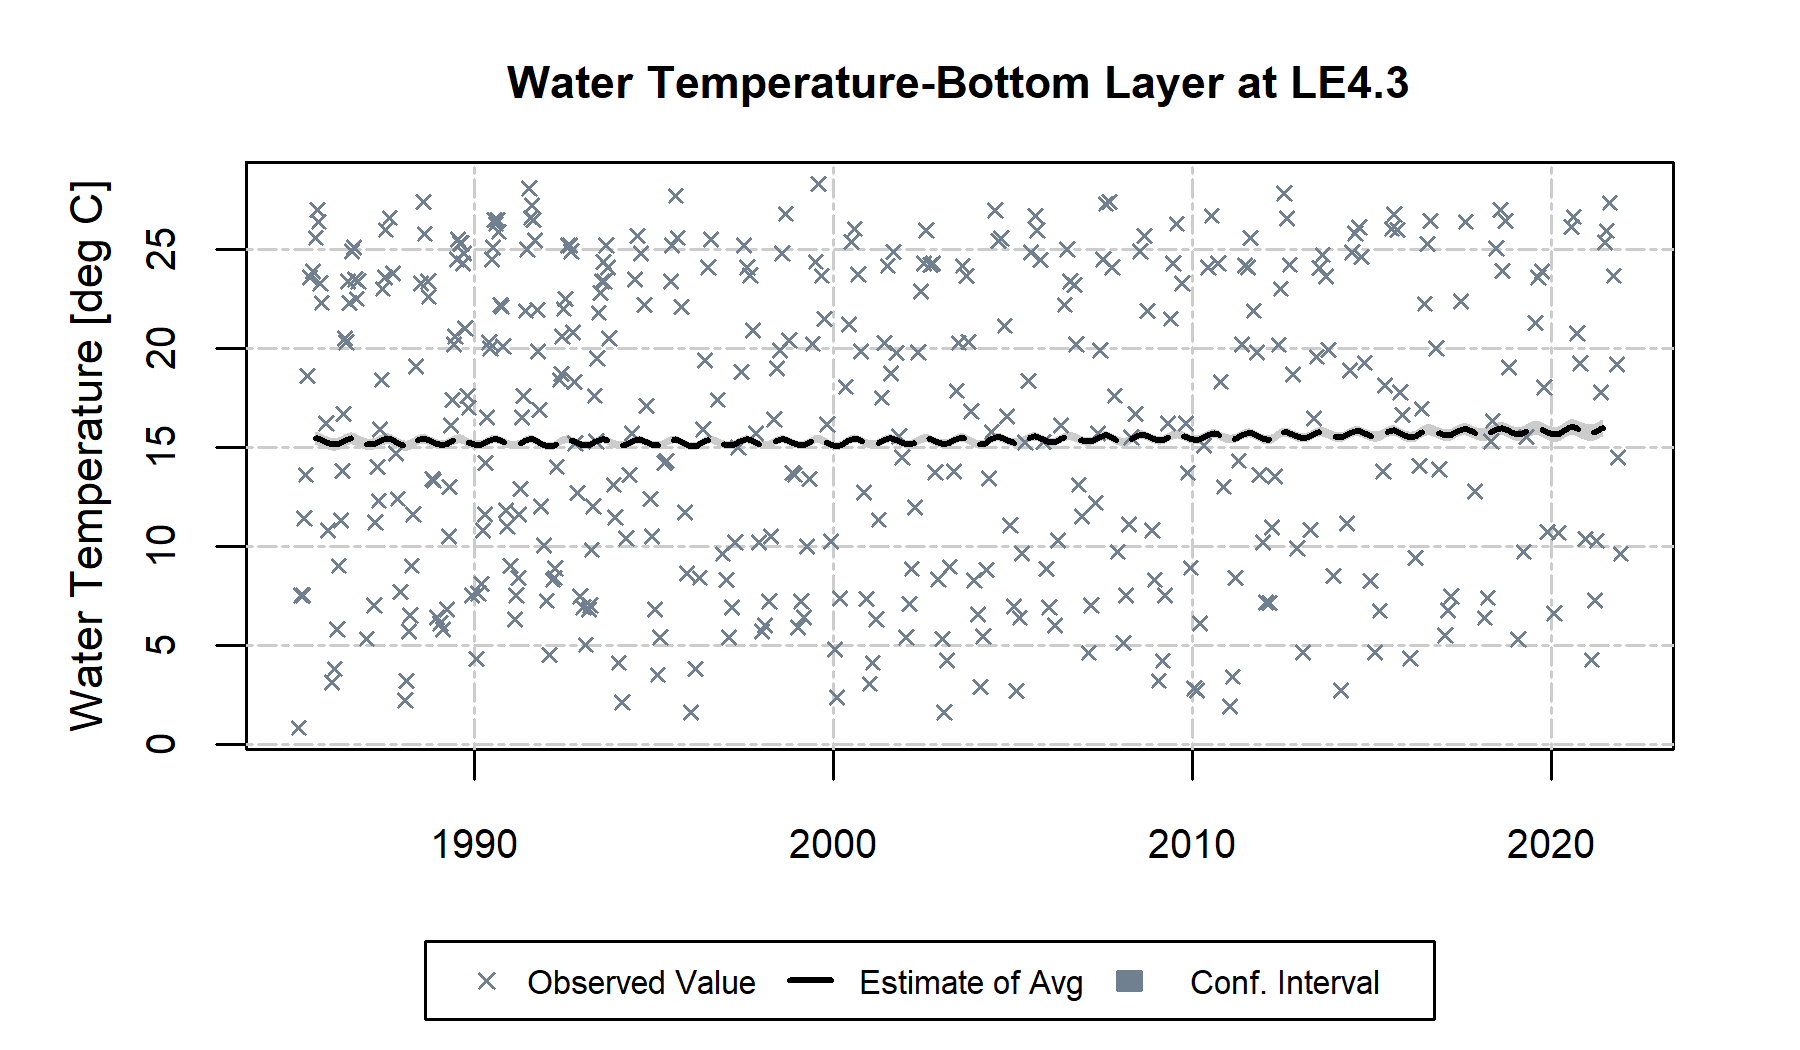 Water Temperature-Bottom Layer at LE4.3
Water Temperature [deg C]
25
20
15
10
5
0
1990 2000 2010 2020
Observed Value Estimate of Avg Conf. Interval